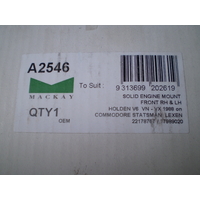 A2546
To Suit:
9 313699 202619
MACKAY
SOLID ENGINE MOUNT
FRONT RH & LH
QTY1
OEM
HOLDEN V8 VN - VX 1988 on
COMMODORE STATSMAN LEXEN